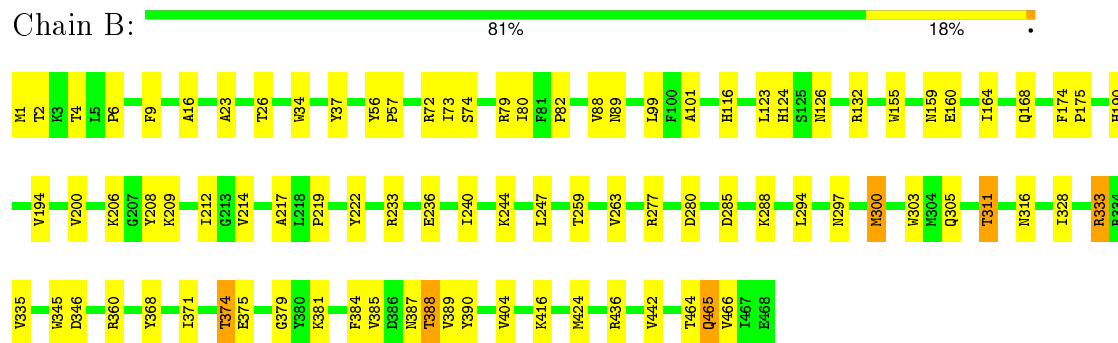 Chain B:
81% 18% •
M1 T2 K3 T4 L5 P6 F9 A16 A23 T26 W34 Y37 Y56 P57 R72 I73 S74 R79 I80 F81 P82 V88 N89 L99 F100 A101 H116 L123 H124 S125 N126 R132 W155 N159 E160 I164 Q168 F174 P175
V194 V200 K206 G207 Y208 K209 I212 G213 V214 A217 L218 P219 Y222 R233 E236 I240 K244 L247 T259 V263 R277 D280 D285 K288 L294 N297 M300 W303 M304 Q305 T311 N316 I328 R333
V335 W345 D346 R360 Y368 I371 T374 E375 G379 Y380 K381 F384 V385 D386 N387 T388 V389 Y390 V404 K416 M424 R436 V442 T464 Q465 V466 I467 E468